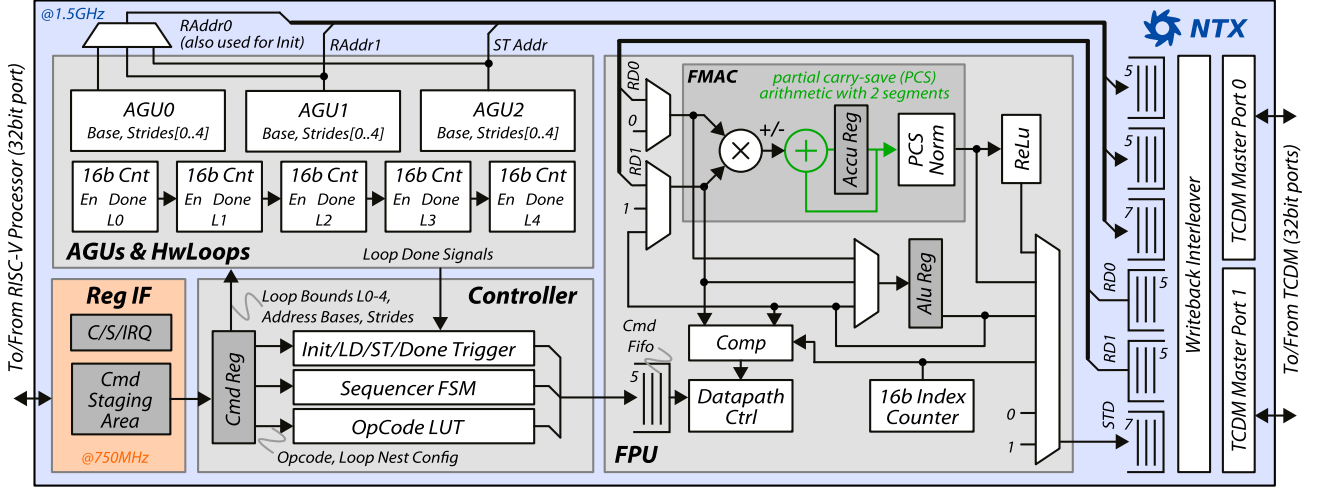 @1.5GHz
RAddr0
(also used for Init)
RAddr1
ST Addr
NTX
To/From RISC-V Processor (32bit port)
AGU0
Base, Strides[0..4]
AGU1
Base, Strides[0..4]
AGU2
Base, Strides[0..4]
16b Cnt
En Done
L0
16b Cnt
En Done
L1
16b Cnt
En Done
L2
16b Cnt
En Done
L3
16b Cnt
En Done
L4
AGUs & HwLoops
Loop Done Signals
Reg IF
C/S/IRQ
Cmd
Staging
Area
@750MHz
Controller
Loop Bounds L0-4,
Address Bases, Strides
Cmd Reg
Init/LD/ST/Done Trigger
Sequencer FSM
OpCode LUT
Opcode, Loop Nest Config
Cmd
Fifo
5
FPU
RD0
0
RD1
1
FMAC
partial carry-save (PCS)
arithmetic with 2 segments
+/-
Accu Reg
PCS
Norm
ReLu
Alu Reg
Comp
Datapath
Ctrl
16b Index
Counter
0
1
5
5
7
RD0
5
RD1
5
STD
7
Writeback Interleaver
TCDM Master Port 0
TCDM Master Port 1
To/From TCDM (32bit ports)